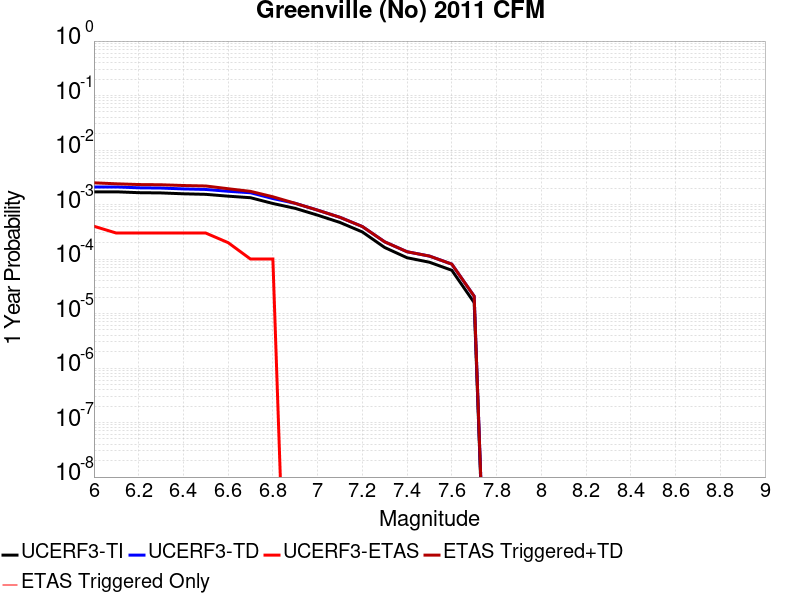 Greenville (No) 2011 CFM
10^0
10^-1
10^-2
10^-3
10^-4
10^-5
10^-6
10^-7
10^-8
1 Year Probability
6 6.2 6.4 6.6 6.8 7 7.2 7.4 7.6 7.8 8 8.2 8.4 8.6 8.8 9
Magnitude
UCERF3-TI UCERF3-TD UCERF3-ETAS ETAS Triggered+TD
ETAS Triggered Only